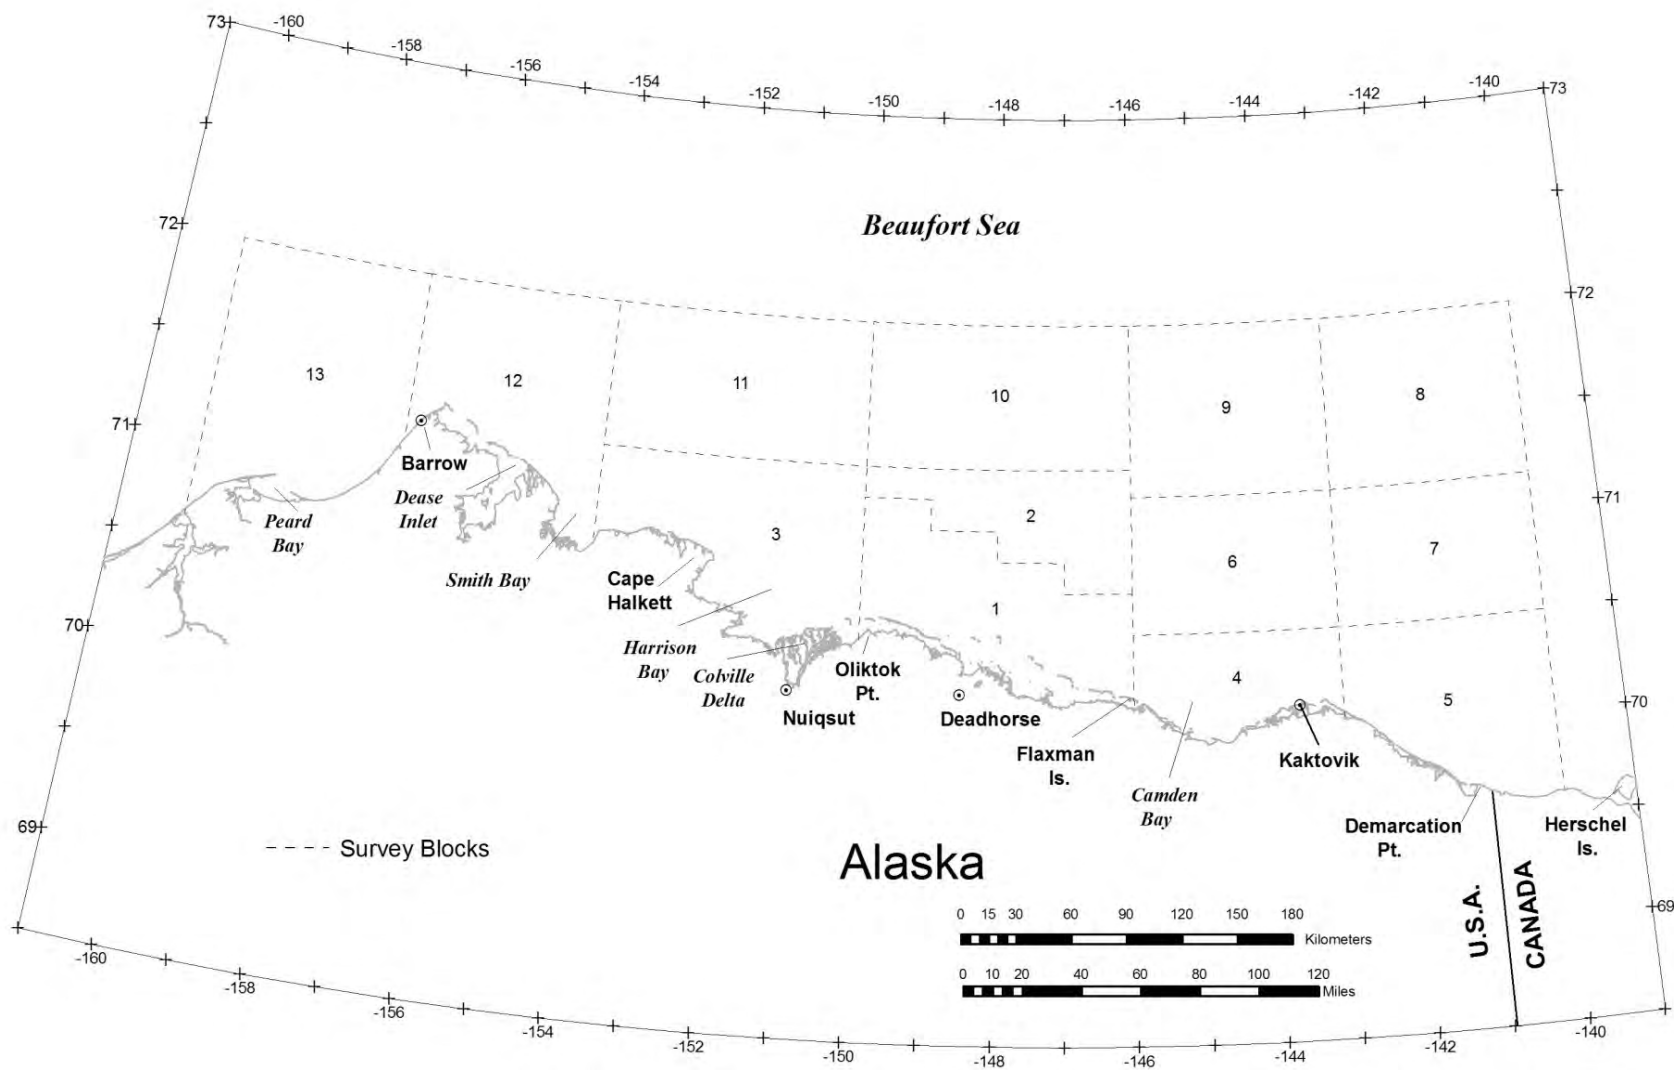 73
-160
-158
-156
-154
-152
-150
-148
-146
-144
-142
-140
73
72
Beaufort Sea
72
13
12
11
10
9
8
71
Barrow
Dease
Inlet
Peard
Bay
Smith Bay
3
2
71
6
7
Cape
Halkett
1
70
Harrison
Bay
Colville
Delta
Oliktok
Pt.
Nuiqsut
Deadhorse
4
5
70
Flaxman
Is.
Kaktovik
Camden
Bay
Demarcation
Pt.
Herschel
Is.
69
Survey Blocks
Alaska
U.S.A.
CANADA
69
0 15 30 60 90 120 150 180
Kilometers
0 10 20 40 60 80 100 120
Miles
-160
-158
-156
-154
-152
-150
-148
-146
-144
-142
-140